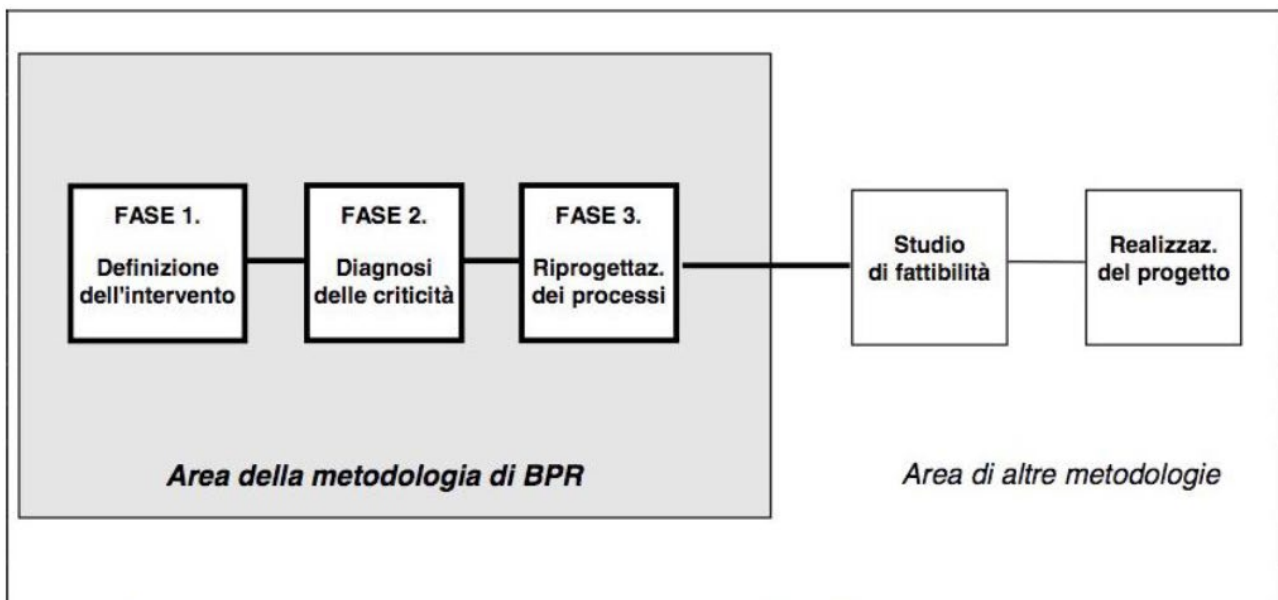 FASE 1.
Definizione
dell'intervento
FASE 2.
Diagnosi
delle criticità
FASE 3.
Riprogettaz.
dei processi
Studio
di fattibilità
Realizzaz.
del progetto
Area della metodologia di BPR
Area di altre metodologie